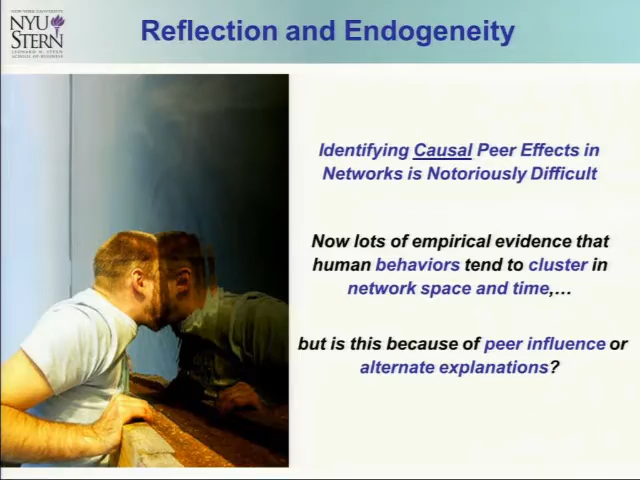 NEW YORK UNIVERSITY
NYU
STERN
LEONARD N. STERN
SCHOOL OF BUSINESS
Reflection and Endogeneity
Identifying Causal Peer Effects in
Networks is Notoriously Difficult
Now lots of empirical evidence that
human behaviors tend to cluster in
network space and time,…
but is this because of peer influence or
alternate explanations?